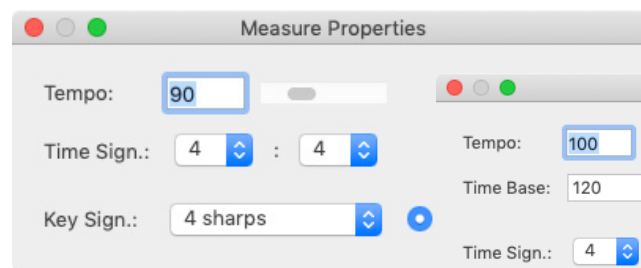 Measure Properties
Tempo: 90
Time Sign.: 4 : 4
Key Sign.: 4 sharps
Tempo: 100
Time Base: 120
Time Sign.: 4